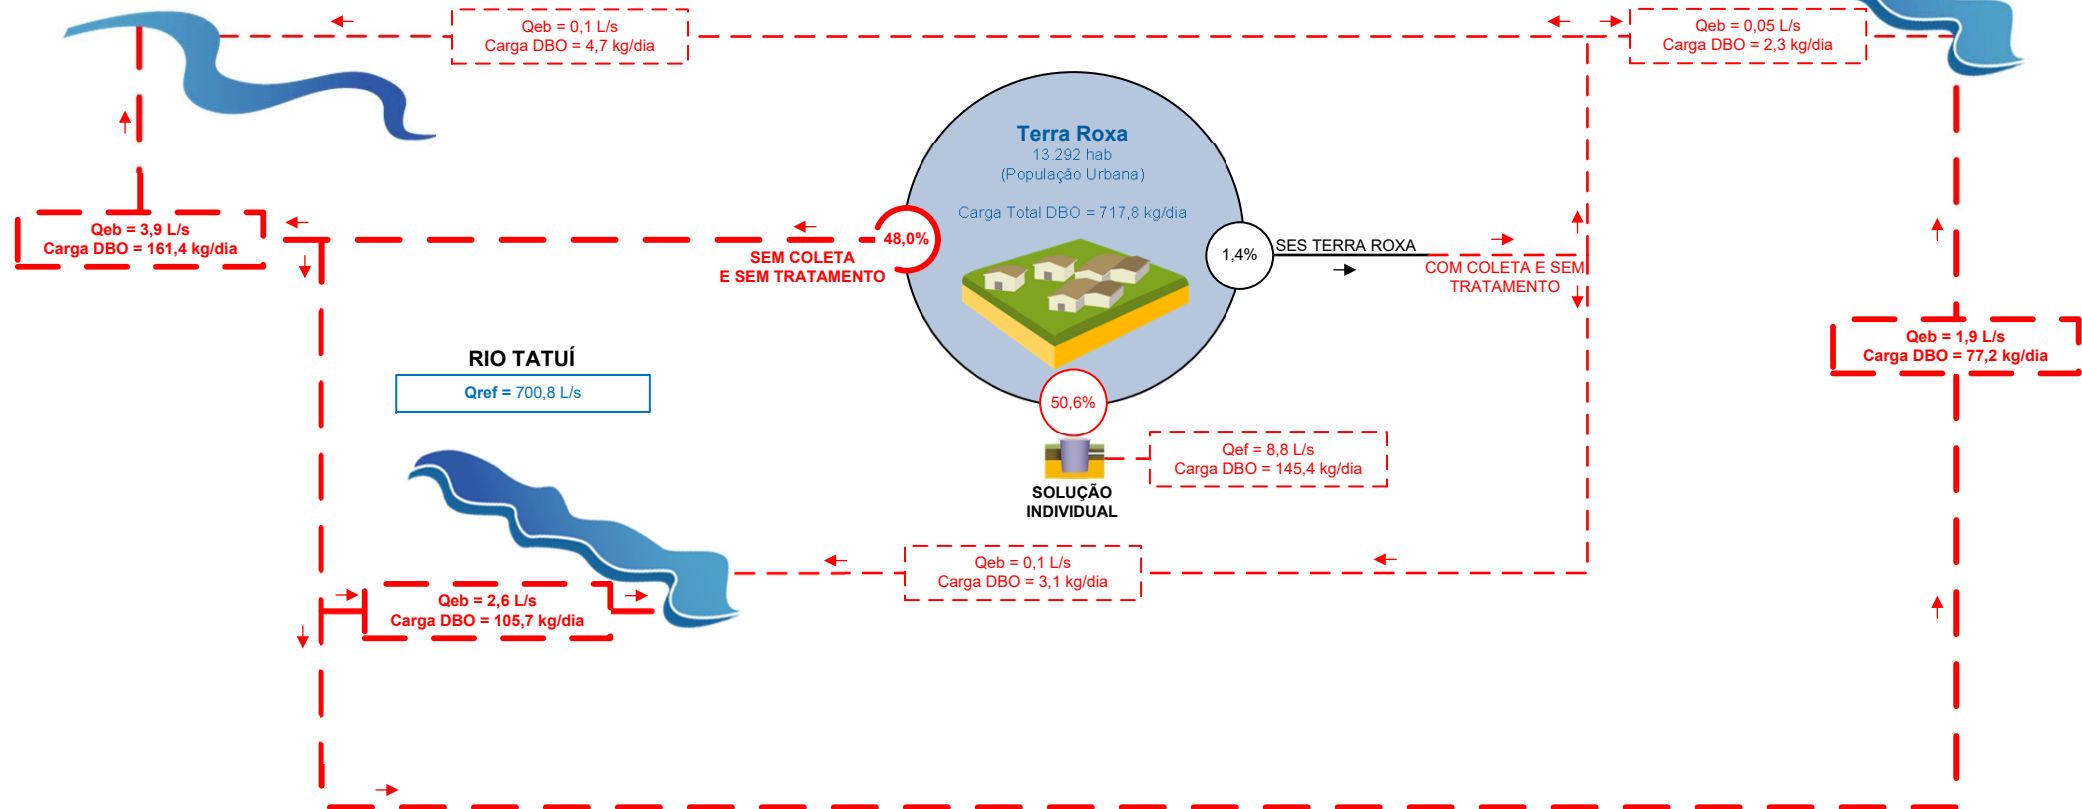 Qeb = 0,1 L/s
Carga DBO = 4,7 kg/dia
Qeb = 0,05 L/s
Carga DBO = 2,3 kg/dia
Terra Roxa
13.292 hab
(População Urbana)
Carga Total DBO = 717,8 kg/dia
Qeb = 3,9 L/s
Carga DBO = 161,4 kg/dia
48,0%
SEM COLETA
E SEM TRATAMENTO
1,4%
SES TERRA ROXA
COM COLETA E SEM
TRATAMENTO
RIO TATUÍ
Qref = 700,8 L/s
Qeb = 1,9 L/s
Carga DBO = 77,2 kg/dia
50,6%
Qef = 8,8 L/s
Carga DBO = 145,4 kg/dia
SOLUÇÃO
INDIVIDUAL
Qeb = 0,1 L/s
Carga DBO = 3,1 kg/dia
Qeb = 2,6 L/s
Carga DBO = 105,7 kg/dia